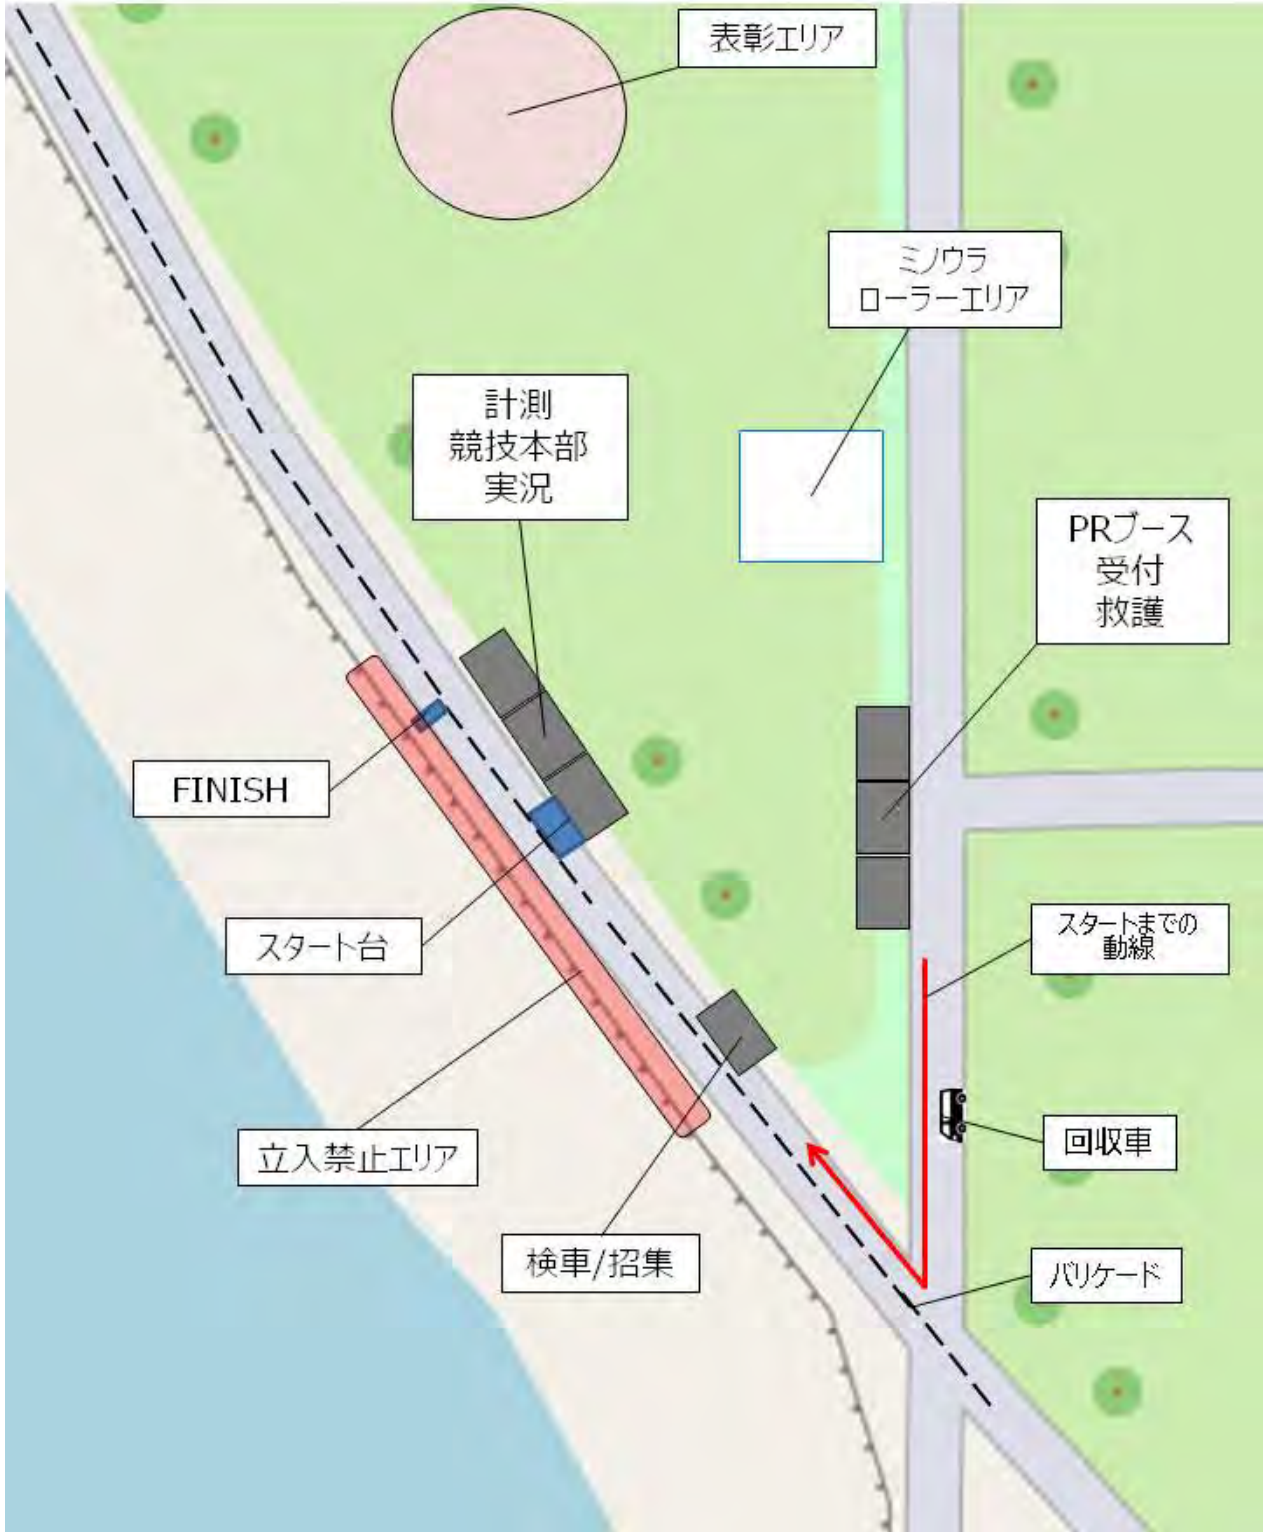 表彰エリア
ミノウラ
ローラーエリア
計測
競技本部
実況
PRブース
受付
救護
FINISH
スタート台
スタートまでの
動線
立入禁止エリア
回収車
検車/招集
バリケード